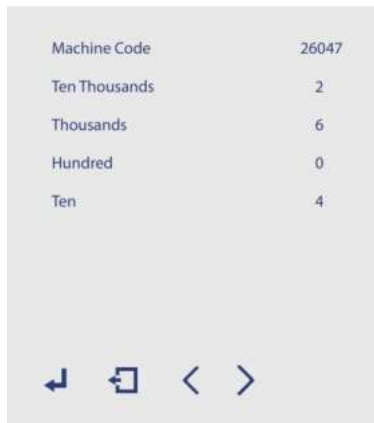 Machine Code 26047
Ten Thousands 2
Thousands 6
Hundred 0
Ten 4